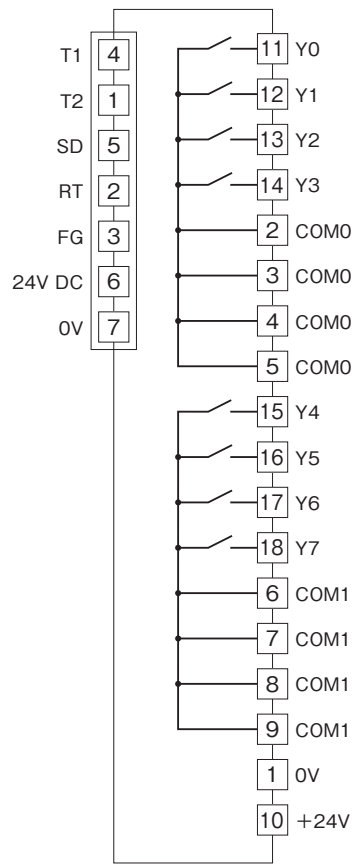 T1 4
T2 1
SD 5
RT 2
FG 3
24V DC 6
0V 7
11 Y0
12 Y1
13 Y2
14 Y3
2 COM0
3 COM0
4 COM0
5 COM0
15 Y4
16 Y5
17 Y6
18 Y7
6 COM1
7 COM1
8 COM1
9 COM1
1 0V
10 +24V